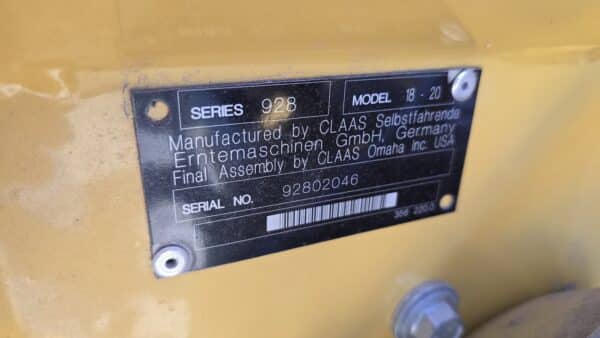 SERIES 928 MODEL 18 - 20
Manufactured by CLAAS Selbstfahrende
Erntemaschinen GmbH, Germany
Final Assembly by CLAAS Omaha Inc. USA
SERIAL NO. 92802046